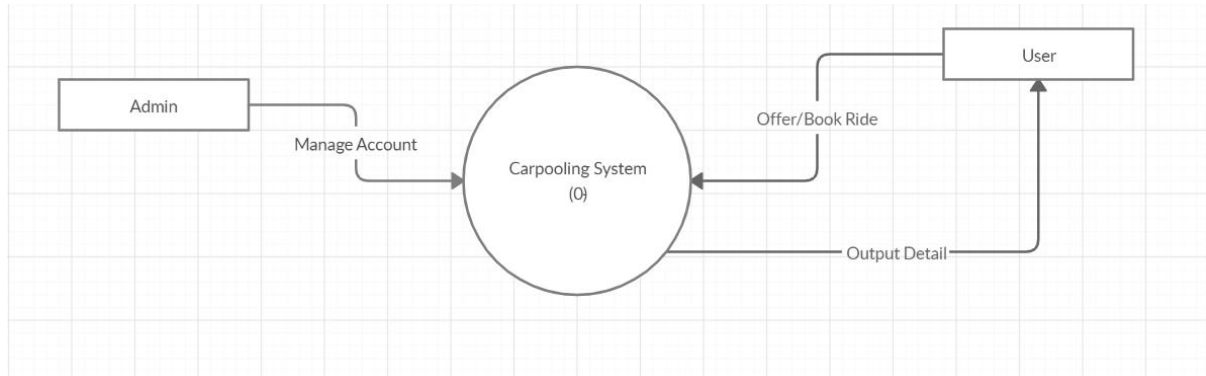 User
Admin
Offer/Book Ride
Manage Account
Carpooling System
(0)
Output Detail